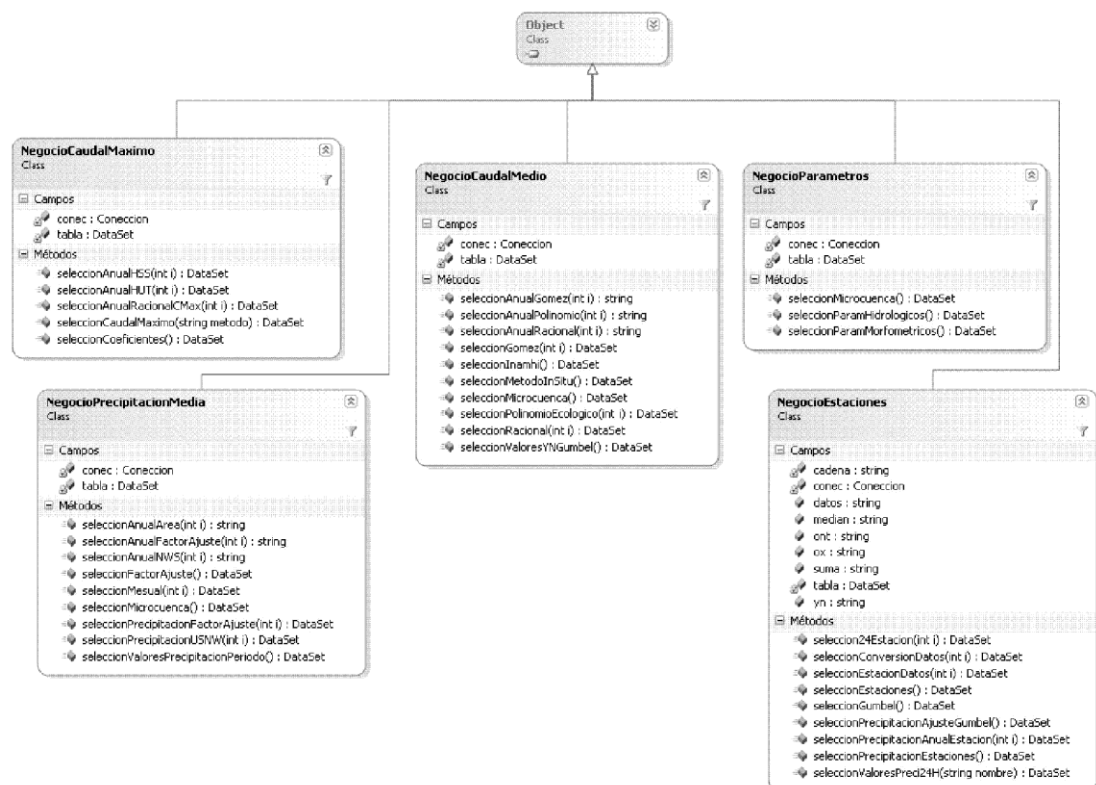 Object
Class
NegocioCaudalMaximo
Class
Campos
conec : Coneccion
tabla : DataSet
Métodos
seleccionAnualHSS(int i) : DataSet
seleccionAnualHUT(int i) : DataSet
seleccionAnualRacionalCMax(int i) : DataSet
seleccionCaudalMaximo(string metodo) : DataSet
seleccionCoeficientes() : DataSet
NegocioCaudalMedio
Class
Campos
conec : Coneccion
tabla : DataSet
Métodos
seleccionAnualGomez(int i) : string
seleccionAnualPolinomio(int i) : string
seleccionAnualRacional(int i) : string
seleccionGomez(int i) : DataSet
seleccionInamhi() : DataSet
seleccionMetodoInSitu() : DataSet
seleccionMicrocuenca() : DataSet
seleccionPolinomioEcologico(int i) : DataSet
seleccionRacional(int i) : DataSet
seleccionValoresYNGumbel() : DataSet
NegocioParametros
Class
Campos
conec : Coneccion
tabla : DataSet
Métodos
seleccionMicrocuenca() : DataSet
seleccionParamHidrologicos() : DataSet
seleccionParamMorfometricos() : DataSet
NegocioPrecipitacionMedia
Class
Campos
conec : Coneccion
tabla : DataSet
Métodos
seleccionAnualArea(int i) : string
seleccionAnualFactorAjuste(int i) : string
seleccionAnualNWS(int i) : string
seleccionFactorAjuste() : DataSet
seleccionMesual(int i) : DataSet
seleccionMicrocuenca() : DataSet
seleccionPrecipitacionFactorAjuste(int i) : DataSet
seleccionPrecipitacionUSNW(int i) : DataSet
seleccionValoresPrecipitacionPeriodo() : DataSet
NegocioEstaciones
Class
Campos
cadena : string
conec : Coneccion
datos : string
median : string
ont : string
ox : string
suma : string
tabla : DataSet
yn : string
Métodos
seleccion24Estacion(int i) : DataSet
seleccionConversionDatos(int i) : DataSet
seleccionEstacionDatos(int i) : DataSet
seleccionEstaciones() : DataSet
seleccionGumbel() : DataSet
seleccionPrecipitacionAjusteGumbel() : DataSet
seleccionPrecipitacionAnualEstacion(int i) : DataSet
seleccionPrecipitacionEstaciones() : DataSet
seleccionValoresPreci24H(string nombre) : DataSet